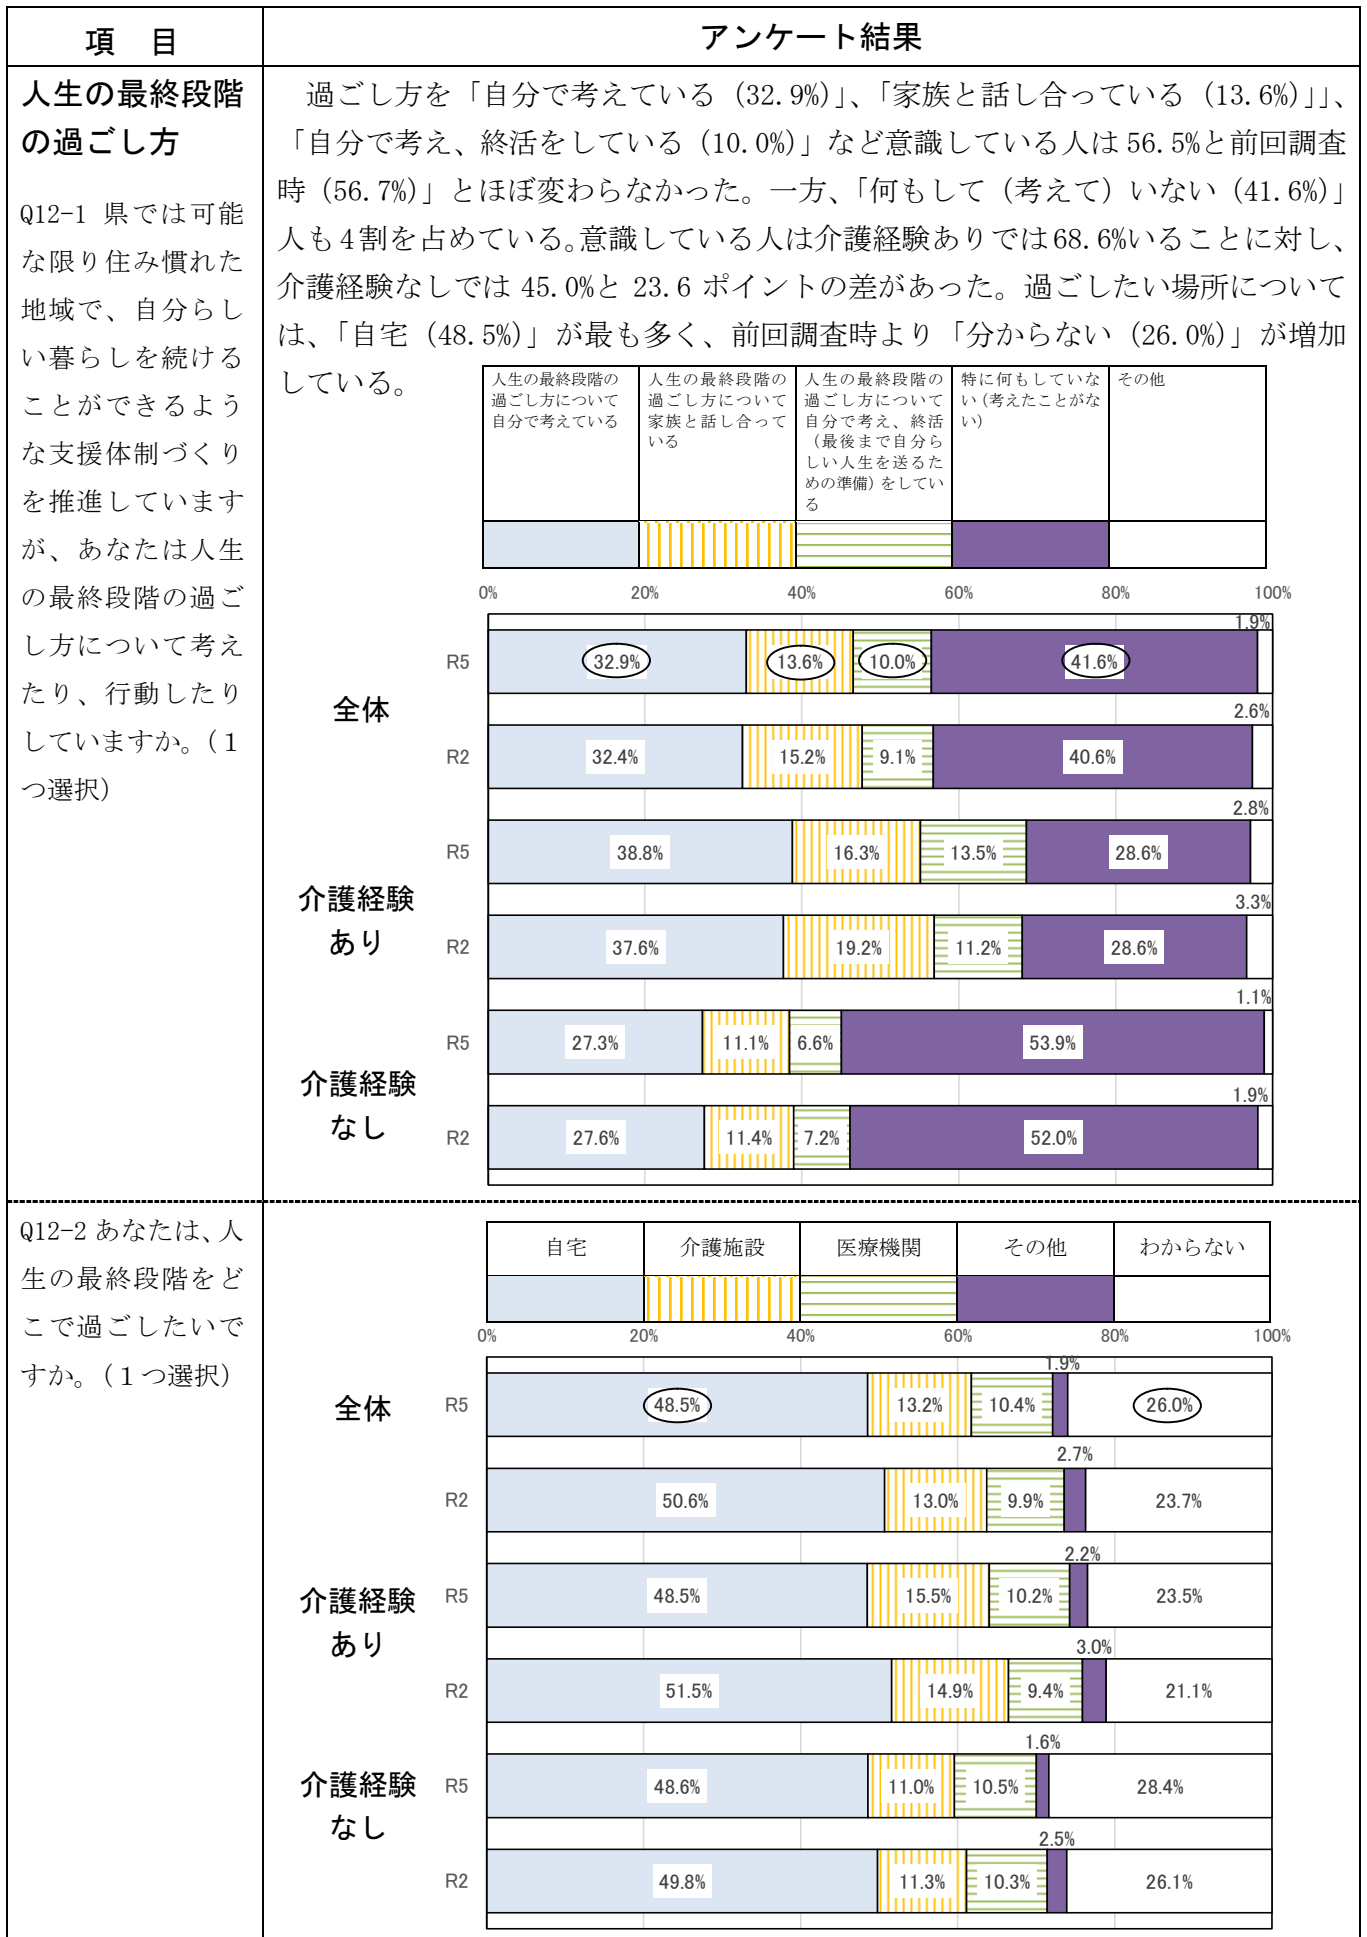 項　目
アンケート結果
人生の最終段階
の過ごし方
Q12-1 県では可能
な限り住み慣れた
地域で、自分らし
い暮らしを続ける
ことができるよう
な支援体制づくり
を推進しています
が、あなたは人生
の最終段階の過ご
し方について考え
たり、行動したり
していますか。（１
つ選択）
過ごし方を「自分で考えている（32.9%）」、「家族と話し合っている（13.6%）」」、
「自分で考え、終活をしている（10.0%）」など意識している人は 56.5%と前回調査
時（56.7%）」とほぼ変わらなかった。一方、「何もして（考えて）いない（41.6%）」
人も４割を占めている。意識している人は介護経験ありでは 68.6%いることに対し、
介護経験なしでは 45.0%と 23.6 ポイントの差があった。過ごしたい場所について
は、「自宅（48.5%）」が最も多く、前回調査時より「分からない（26.0%）」が増加
している。
人生の最終段階の
過ごし方について
自分で考えている
人生の最終段階の
過ごし方について
家族と話し合って
いる
人生の最終段階の
過ごし方について
自分で考え、終活
（最後まで自分ら
しい人生を送るた
めの準備）をしてい
る
特に何もしていな
い（考えたことがな
い）
その他
0% 20% 40% 60% 80% 100%
1.9%
全体
R5 32.9% 13.6% 10.0% 41.6%
2.6%
R2 32.4% 15.2% 9.1% 40.6%
2.8%
介護経験
あり
R5 38.8% 16.3% 13.5% 28.6%
3.3%
R2 37.6% 19.2% 11.2% 28.6%
1.1%
介護経験
なし
R5 27.3% 11.1% 6.6% 53.9%
1.9%
R2 27.6% 11.4% 7.2% 52.0%
Q12-2 あなたは、人
生の最終段階をど
こで過ごしたいで
すか。（１つ選択）
自宅 介護施設 医療機関 その他 わからない
0% 20% 40% 60% 80% 100%
1.9%
全体
R5 48.5% 13.2% 10.4% 26.0%
2.7%
R2 50.6% 13.0% 9.9% 23.7%
2.2%
介護経験
あり
R5 48.5% 15.5% 10.2% 23.5%
3.0%
R2 51.5% 14.9% 9.4% 21.1%
1.6%
介護経験
なし
R5 48.6% 11.0% 10.5% 28.4%
2.5%
R2 49.8% 11.3% 10.3% 26.1%